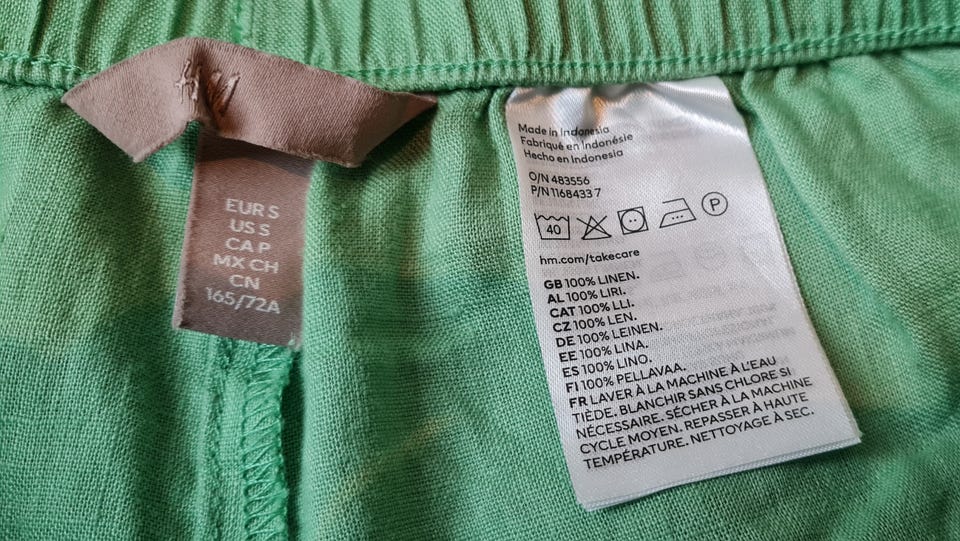 H&M
EUR S
US S
CA P
MX CH
CN
165/72A
Made in Indonesia
Fabriqué en Indonésie
Hecho en Indonesia
O/N 483556
P/N 1168433 7
40
P
hm.com/takecare
GB 100% LINEN.
AL 100% LIRI.
CAT 100% LLI.
CZ 100% LEN.
DE 100% LEINEN.
EE 100% LINA.
ES 100% LINO.
FI 100% PELLAVAA.
FR LAVER À LA MACHINE À L'EAU
TIÈDE. BLANCHIR SANS CHLORE SI
NÉCESSAIRE. SÉCHER À LA MACHINE
CYCLE MOYEN. REPASSER À HAUTE
TEMPÉRATURE. NETTOYAGE À SEC.